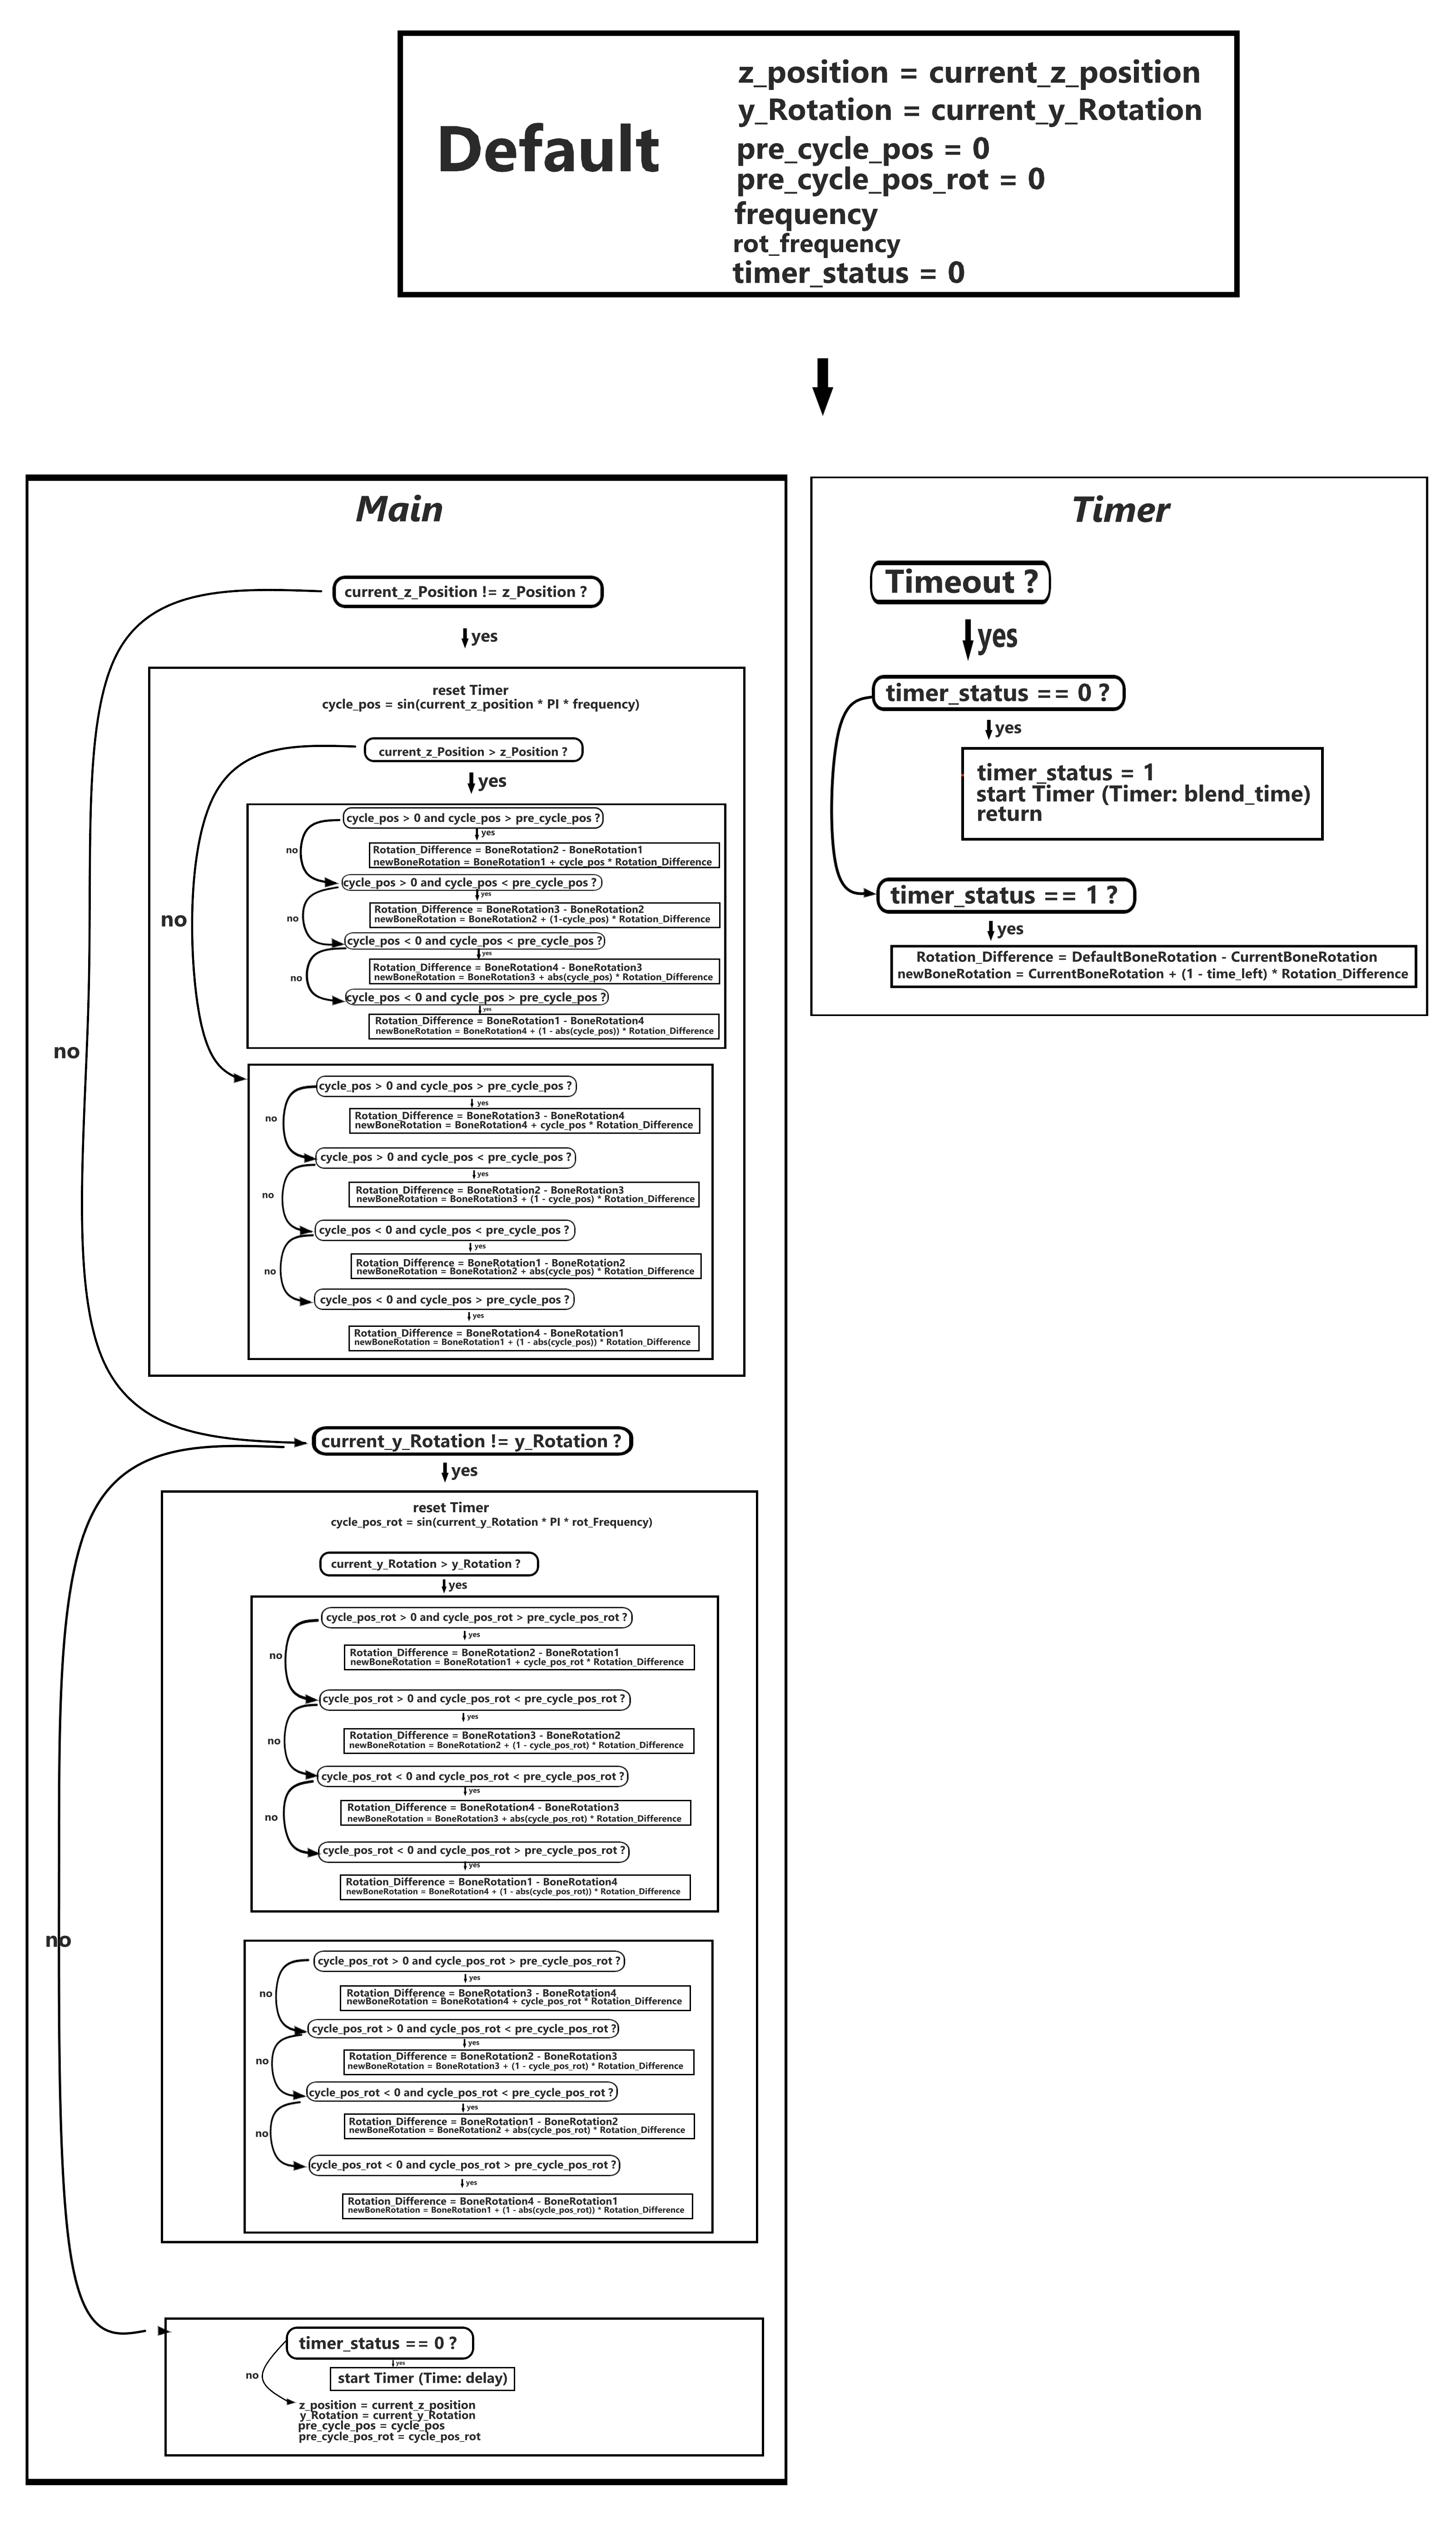 Default
z_position = current_z_position
y_Rotation = current_y_Rotation
pre_cycle_pos = 0
pre_cycle_pos_rot = 0
frequency
rot_frequency
timer_status = 0
Main
current_z_Position != z_Position ?
yes
no
reset Timer
cycle_pos = sin(current_z_position * PI * frequency)
current_z_Position > z_Position ?
yes
no
cycle_pos > 0 and cycle_pos > pre_cycle_pos ?
yes
no
Rotation_Difference = BoneRotation2 - BoneRotation1
newBoneRotation = BoneRotation1 + cycle_pos * Rotation_Difference
cycle_pos > 0 and cycle_pos < pre_cycle_pos ?
yes
no
Rotation_Difference = BoneRotation3 - BoneRotation2
newBoneRotation = BoneRotation2 + (1-cycle_pos) * Rotation_Difference
cycle_pos < 0 and cycle_pos < pre_cycle_pos ?
yes
no
Rotation_Difference = BoneRotation4 - BoneRotation3
newBoneRotation = BoneRotation3 + abs(cycle_pos) * Rotation_Difference
cycle_pos < 0 and cycle_pos > pre_cycle_pos ?
yes
Rotation_Difference = BoneRotation1 - BoneRotation4
newBoneRotation = BoneRotation4 + (1 - abs(cycle_pos)) * Rotation_Difference
cycle_pos > 0 and cycle_pos > pre_cycle_pos ?
yes
no
Rotation_Difference = BoneRotation3 - BoneRotation4
newBoneRotation = BoneRotation4 + cycle_pos * Rotation_Difference
cycle_pos > 0 and cycle_pos < pre_cycle_pos ?
yes
no
Rotation_Difference = BoneRotation2 - BoneRotation3
newBoneRotation = BoneRotation3 + (1 - cycle_pos) * Rotation_Difference
cycle_pos < 0 and cycle_pos < pre_cycle_pos ?
yes
no
Rotation_Difference = BoneRotation1 - BoneRotation2
newBoneRotation = BoneRotation2 + abs(cycle_pos) * Rotation_Difference
cycle_pos < 0 and cycle_pos > pre_cycle_pos ?
yes
Rotation_Difference = BoneRotation4 - BoneRotation1
newBoneRotation = BoneRotation1 + (1 - abs(cycle_pos)) * Rotation_Difference
current_y_Rotation != y_Rotation ?
yes
no
reset Timer
cycle_pos_rot = sin(current_y_Rotation * PI * rot_Frequency)
current_y_Rotation > y_Rotation ?
yes
cycle_pos_rot > 0 and cycle_pos_rot > pre_cycle_pos_rot ?
yes
no
Rotation_Difference = BoneRotation2 - BoneRotation1
newBoneRotation = BoneRotation1 + cycle_pos_rot * Rotation_Difference
cycle_pos_rot > 0 and cycle_pos_rot < pre_cycle_pos_rot ?
yes
no
Rotation_Difference = BoneRotation3 - BoneRotation2
newBoneRotation = BoneRotation2 + (1 - cycle_pos_rot) * Rotation_Difference
cycle_pos_rot < 0 and cycle_pos_rot < pre_cycle_pos_rot ?
yes
no
Rotation_Difference = BoneRotation4 - BoneRotation3
newBoneRotation = BoneRotation3 + abs(cycle_pos_rot) * Rotation_Difference
cycle_pos_rot < 0 and cycle_pos_rot > pre_cycle_pos_rot ?
yes
Rotation_Difference = BoneRotation1 - BoneRotation4
newBoneRotation = BoneRotation4 + (1 - abs(cycle_pos_rot)) * Rotation_Difference
cycle_pos_rot > 0 and cycle_pos_rot > pre_cycle_pos_rot ?
yes
no
Rotation_Difference = BoneRotation3 - BoneRotation4
newBoneRotation = BoneRotation4 + cycle_pos_rot * Rotation_Difference
cycle_pos_rot > 0 and cycle_pos_rot < pre_cycle_pos_rot ?
yes
no
Rotation_Difference = BoneRotation2 - BoneRotation3
newBoneRotation = BoneRotation3 + (1 - cycle_pos_rot) * Rotation_Difference
cycle_pos_rot < 0 and cycle_pos_rot < pre_cycle_pos_rot ?
yes
no
Rotation_Difference = BoneRotation1 - BoneRotation2
newBoneRotation = BoneRotation2 + abs(cycle_pos_rot) * Rotation_Difference
cycle_pos_rot < 0 and cycle_pos_rot > pre_cycle_pos_rot ?
yes
Rotation_Difference = BoneRotation4 - BoneRotation1
newBoneRotation = BoneRotation1 + (1 - abs(cycle_pos_rot)) * Rotation_Difference
timer_status == 0 ?
yes
no
start Timer (Time: delay)
z_position = current_z_position
y_Rotation = current_y_Rotation
pre_cycle_pos = cycle_pos
pre_cycle_pos_rot = cycle_pos_rot
Timer
Timeout ?
yes
timer_status == 0 ?
yes
timer_status = 1
start Timer (Timer: blend_time)
return
timer_status == 1 ?
yes
Rotation_Difference = DefaultBoneRotation - CurrentBoneRotation
newBoneRotation = CurrentBoneRotation + (1 - time_left) * Rotation_Difference